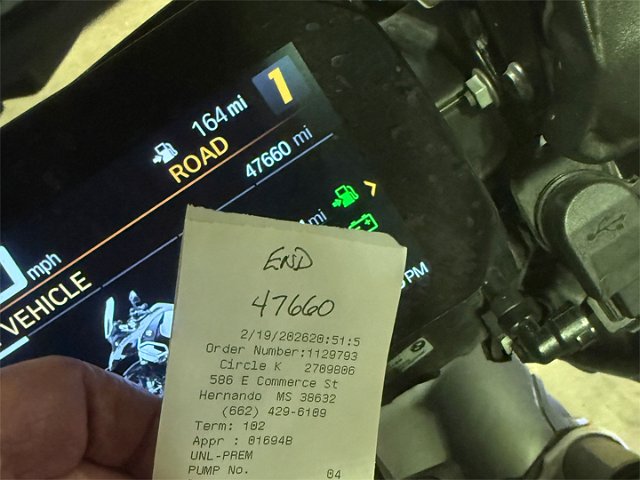 1
164 mi
ROAD
47660 mi
mi
mph
VEHICLE
PM
END
47660
2/19/202620:51:5
Order Number:1129793
Circle K 2709806
586 E Commerce St
Hernando MS 38632
(662) 429-6109
Term: 102
Appr : 01694B
UNL-PREM
PUMP No. 04